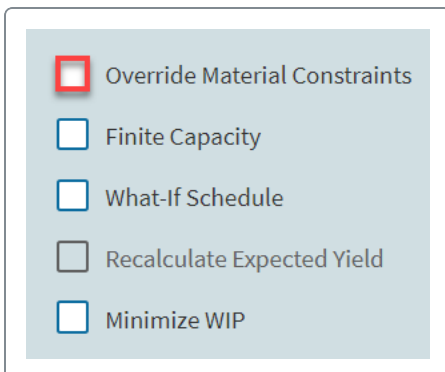 Override Material Constraints
Finite Capacity
What-If Schedule
Recalculate Expected Yield
Minimize WIP